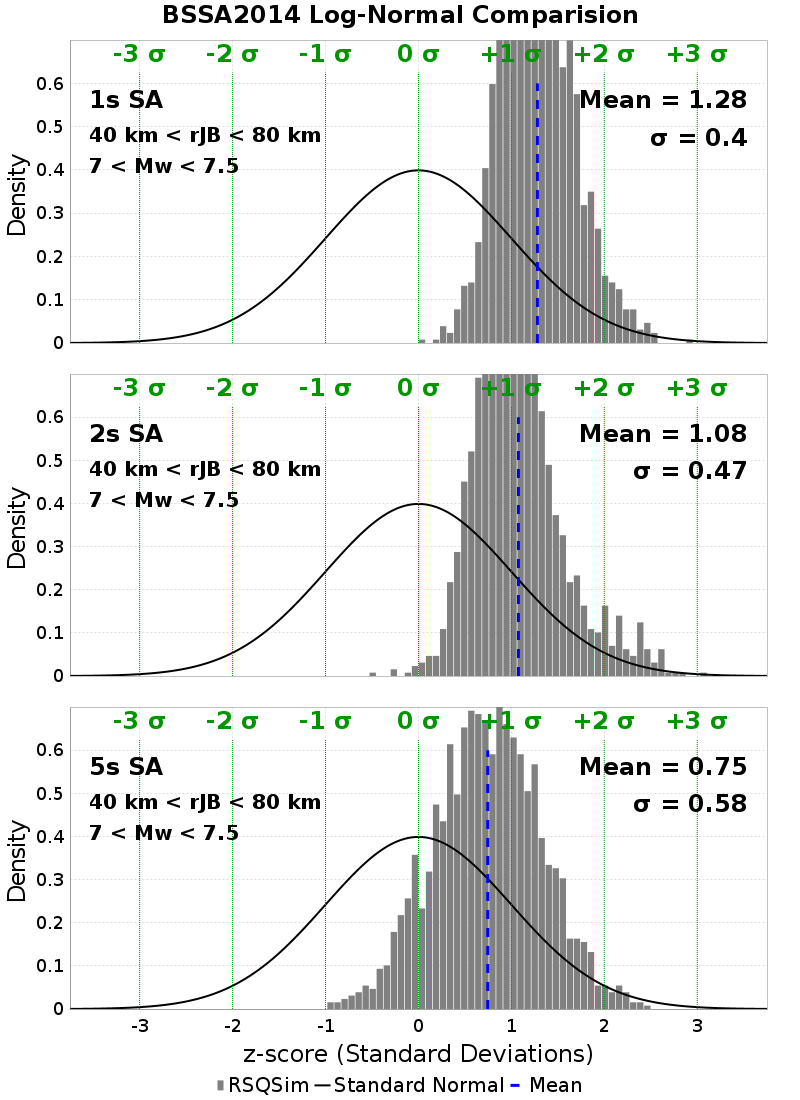 BSSA2014 Log-Normal Comparision
-3 σ -2 σ -1 σ 0 σ +1 σ +2 σ +3 σ
1s SA
40 km < rJB < 80 km
7 < Mw < 7.5
Mean = 1.28
σ = 0.4
Density
0.6
0.5
0.4
0.3
0.2
0.1
0
-3 σ -2 σ -1 σ 0 σ +1 σ +2 σ +3 σ
2s SA
40 km < rJB < 80 km
7 < Mw < 7.5
Mean = 1.08
σ = 0.47
Density
0.6
0.5
0.4
0.3
0.2
0.1
0
-3 σ -2 σ -1 σ 0 σ +1 σ +2 σ +3 σ
5s SA
40 km < rJB < 80 km
7 < Mw < 7.5
Mean = 0.75
σ = 0.58
Density
0.6
0.5
0.4
0.3
0.2
0.1
0
-3 -2 -1 0 1 2 3
z-score (Standard Deviations)
RSQSim Standard Normal Mean